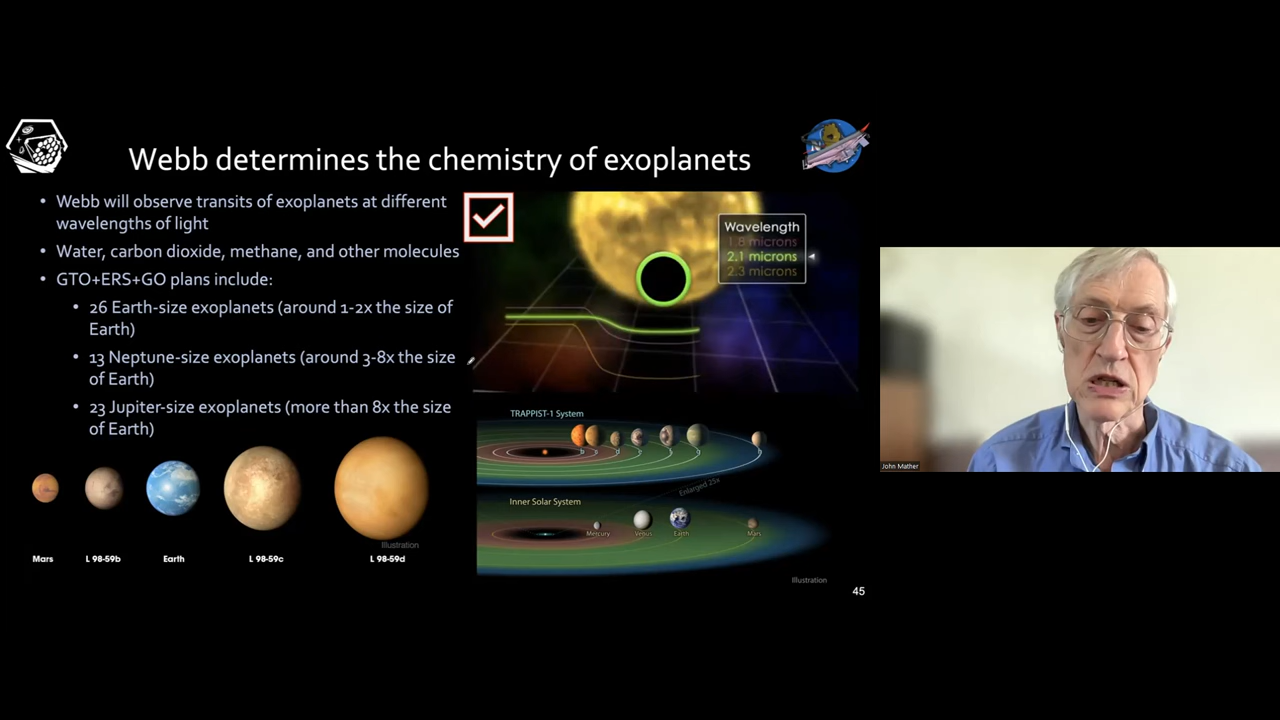 Webb determines the chemistry of exoplanets
• Webb will observe transits of exoplanets at different
wavelengths of light
• Water, carbon dioxide, methane, and other molecules
• GTO+ERS+GO plans include:
• 26 Earth-size exoplanets (around 1-2x the size of
Earth)
• 13 Neptune-size exoplanets (around 3-8x the size
of Earth)
• 23 Jupiter-size exoplanets (more than 8x the size
of Earth)
Illustration
Mars
L 98-59b
Earth
L 98-59c
L 98-59d
Wavelength
1.8 microns
2.1 microns
2.3 microns
TRAPPIST-1 System
Enlarged 25x
Inner Solar System
Mercury
Venus
Earth
Mars
Illustration
45
John Mather